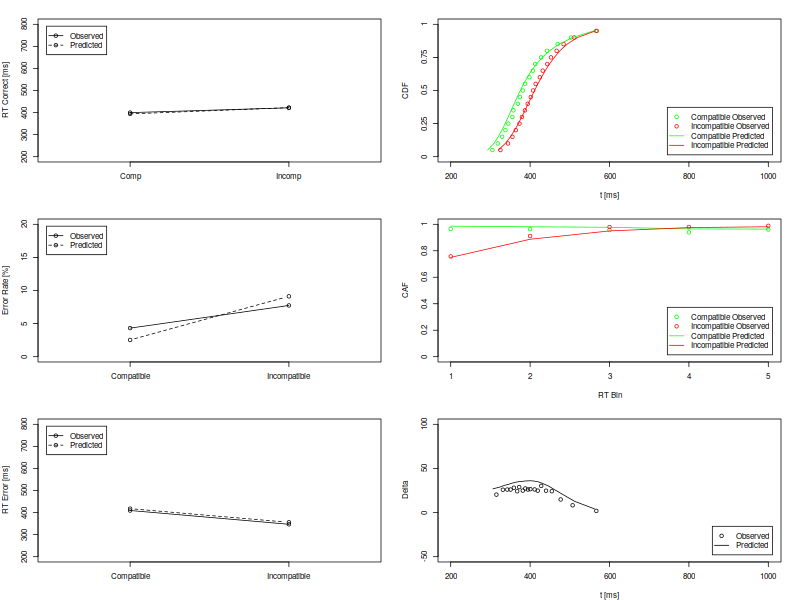 RT Correct [ms]
200 300 400 500 600 700 800
Observed
Predicted
Comp Incomp
CDF
0 0.25 0.5 0.75 1
Compatible Observed
Incompatible Observed
Compatible Predicted
Incompatible Predicted
200 400 600 800 1000
t [ms]
Error Rate [%]
0 5 10 15 20
Observed
Predicted
Compatible Incompatible
CAF
0 0.2 0.4 0.6 0.8 1
Compatible Observed
Incompatible Observed
Compatible Predicted
Incompatible Predicted
1 2 3 4 5
RT Bin
RT Error [ms]
200 300 400 500 600 700 800
Observed
Predicted
Compatible Incompatible
Delta
-50 0 50 100
Observed
Predicted
200 400 600 800 1000
t [ms]